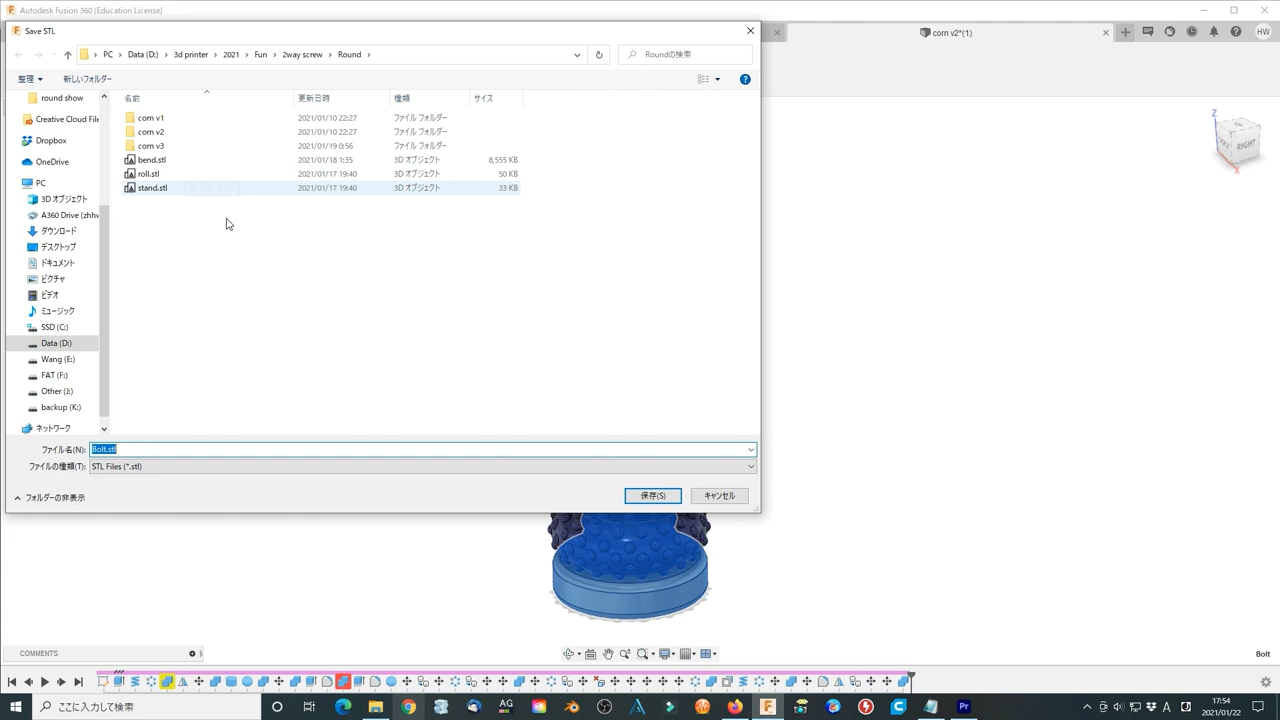 Autodesk Fusion 360 (Education License)
Save STL
PC › Data (D:) › 3d printer › 2021 › Fun › 2way screw › Round ›
Roundの検索
corn v2*(1)
HW
整理
新しいフォルダー
名前 更新日時 種類 サイズ
round show
Creative Cloud File
Dropbox
OneDrive
PC
3D オブジェクト
A360 Drive (zhhw
ダウンロード
デスクトップ
ドキュメント
ピクチャ
ビデオ
ミュージック
SSD (C:)
Data (D:)
Wang (E:)
FAT (F:)
Other (J:)
backup (K:)
ネットワーク
corn v1 2021/01/10 22:27 ファイル フォルダー
corn v2 2021/01/10 22:27 ファイル フォルダー
corn v3 2021/01/19 0:56 ファイル フォルダー
bend.stl 2021/01/18 1:35 3D オブジェクト 8,555 KB
roll.stl 2021/01/17 19:40 3D オブジェクト 50 KB
stand.stl 2021/01/17 19:40 3D オブジェクト 33 KB
Z
RIGHT
X
ファイル名(N): Bolt.stl
ファイルの種類(T): STL Files (*.stl)
フォルダーの非表示
保存(S)
キャンセル
COMMENTS
Bolt
ここに入力して検索
17:54
2021/01/22